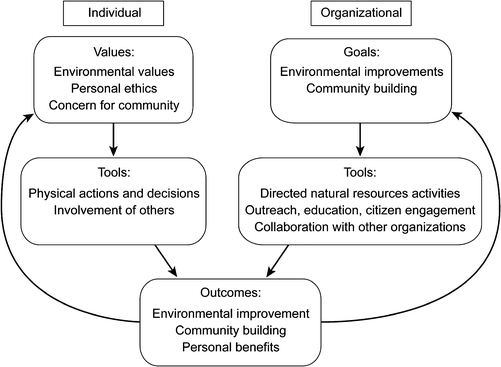 Individual
Organizational
Values:
Environmental values
Personal ethics
Concern for community
Goals:
Environmental improvements
Community building
Tools:
Physical actions and decisions
Involvement of others
Tools:
Directed natural resources activities
Outreach, education, citizen engagement
Collaboration with other organizations
Outcomes:
Environmental improvement
Community building
Personal benefits